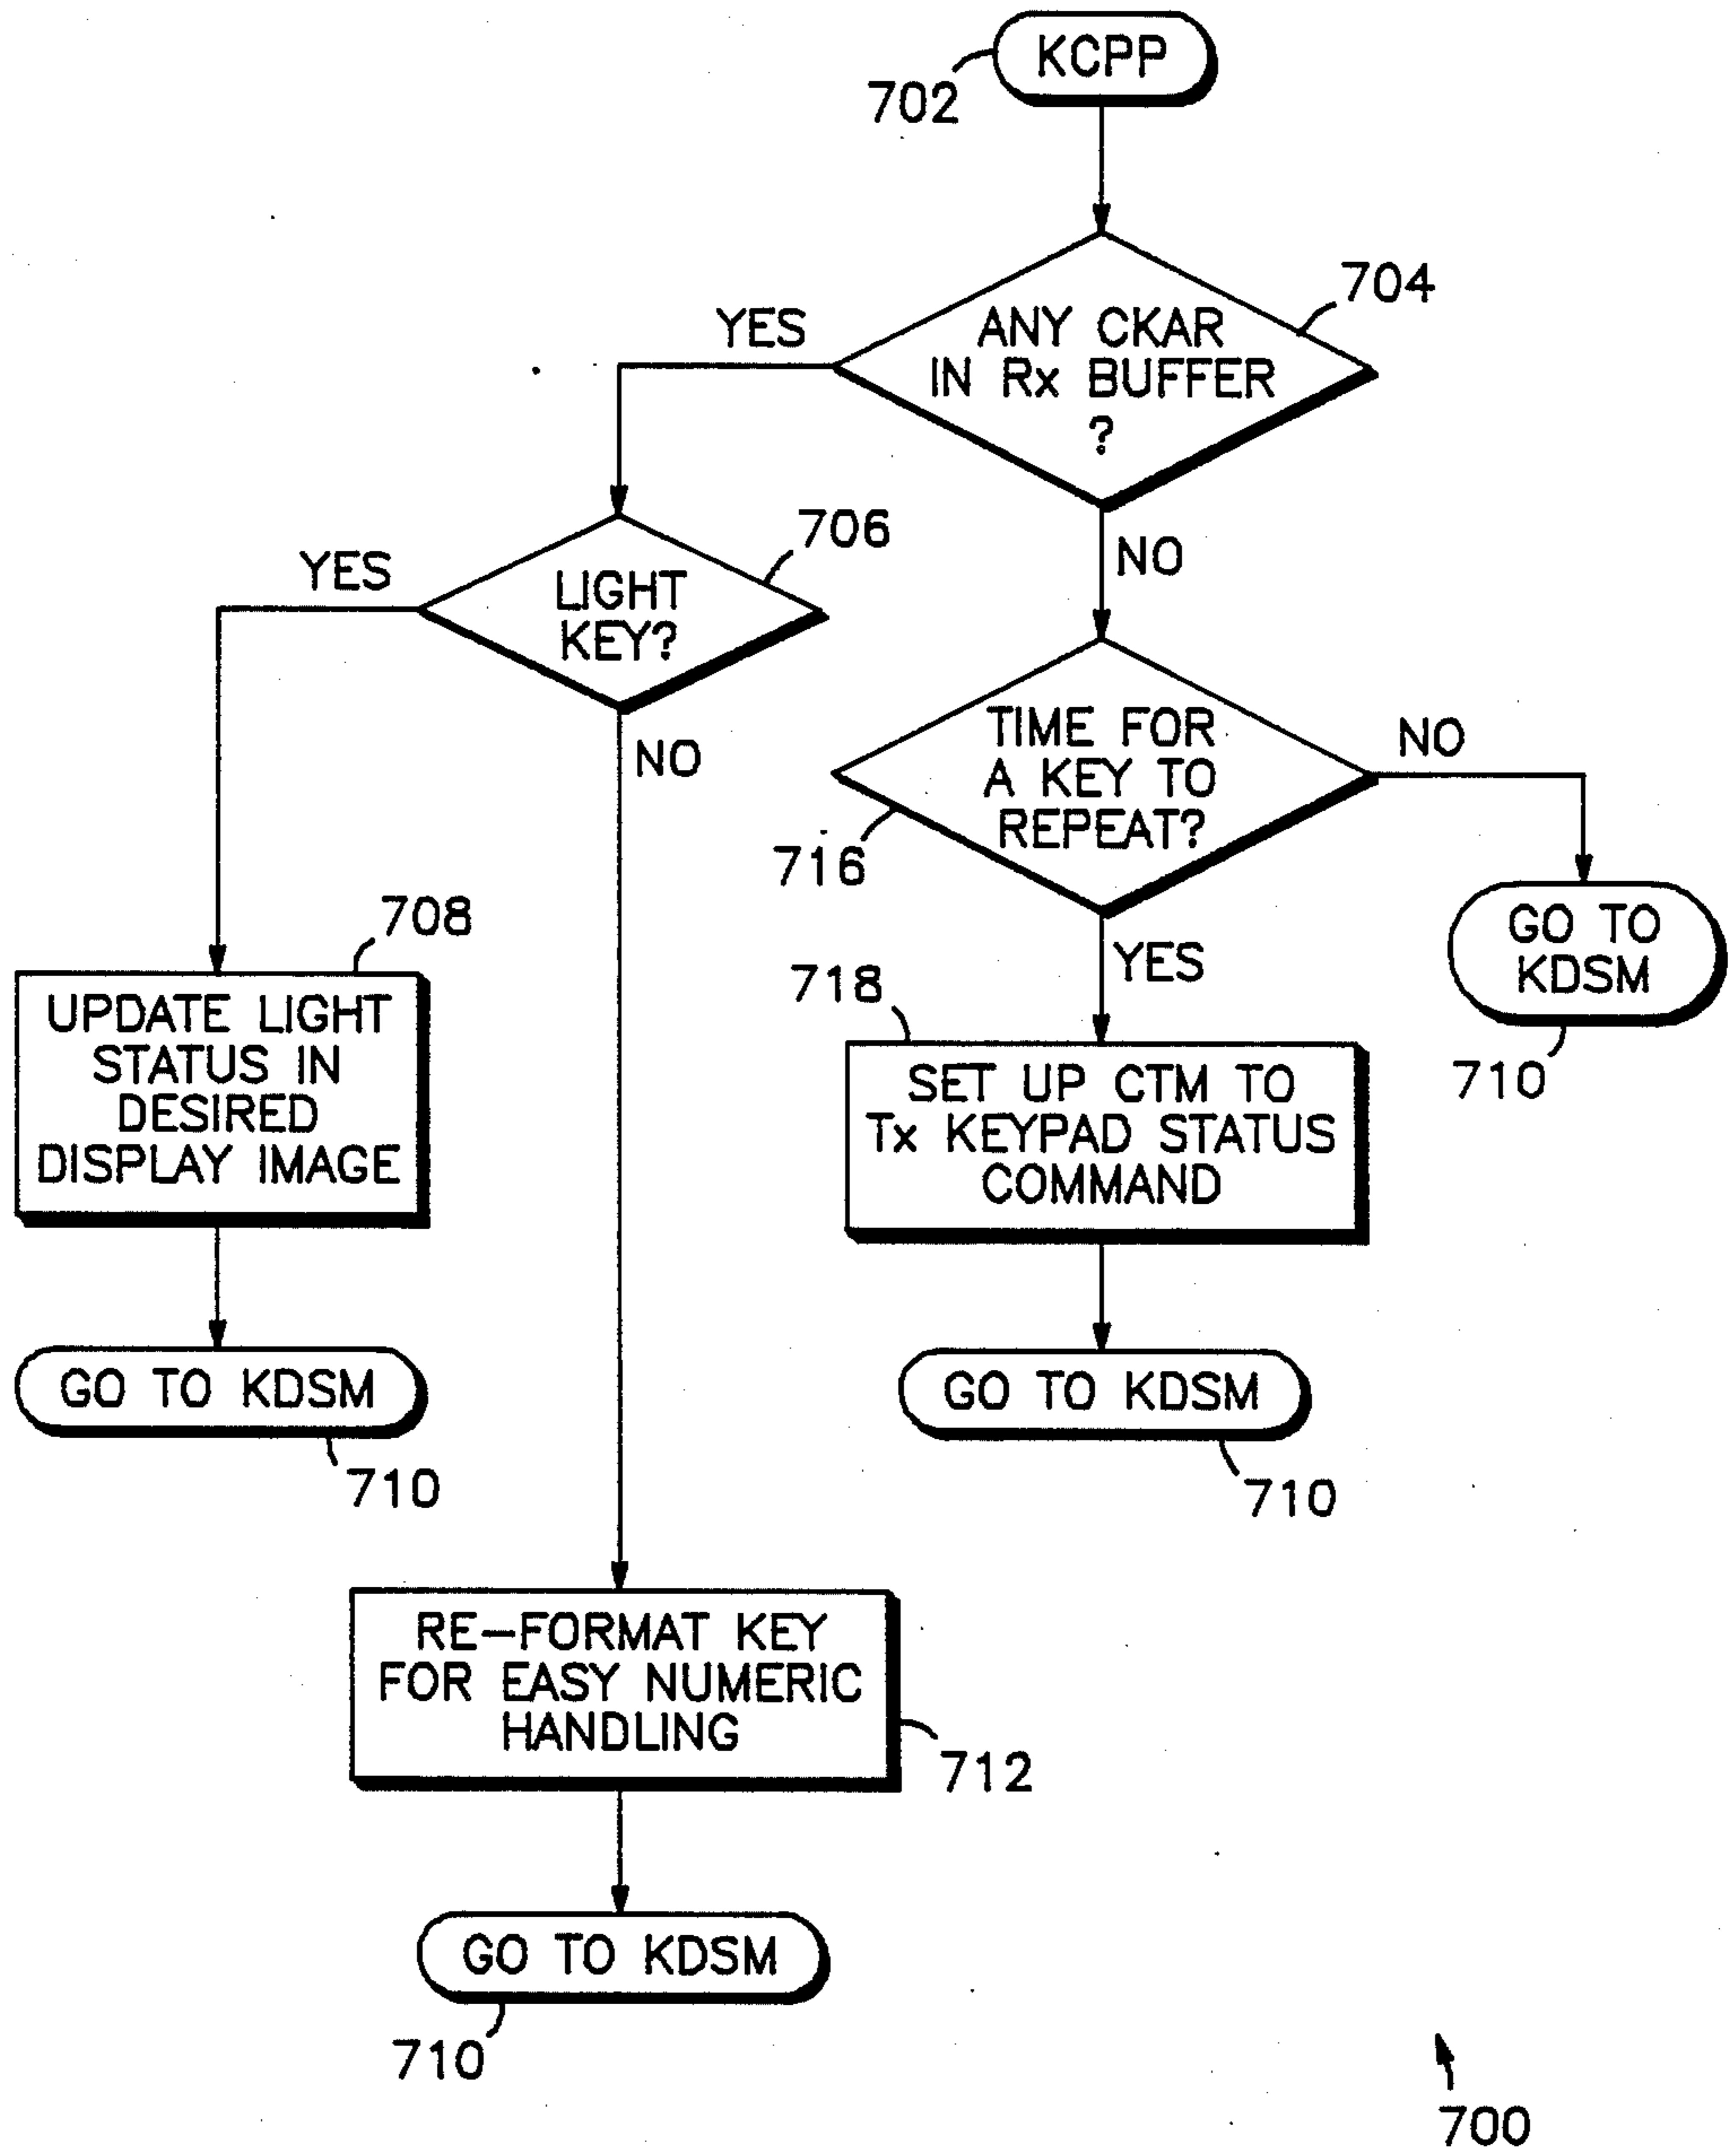 KCPP
702
704
ANY CKAR
IN Rx BUFFER
?
YES
NO
706
LIGHT
KEY?
YES
NO
TIME FOR
A KEY TO
REPEAT?
716
NO
YES
GO TO
KDSM
710
708
UPDATE LIGHT
STATUS IN
DESIRED
DISPLAY IMAGE
718
SET UP CTM TO
Tx KEYPAD STATUS
COMMAND
GO TO KDSM
710
GO TO KDSM
710
RE-FORMAT KEY
FOR EASY NUMERIC
HANDLING
712
GO TO KDSM
710
700